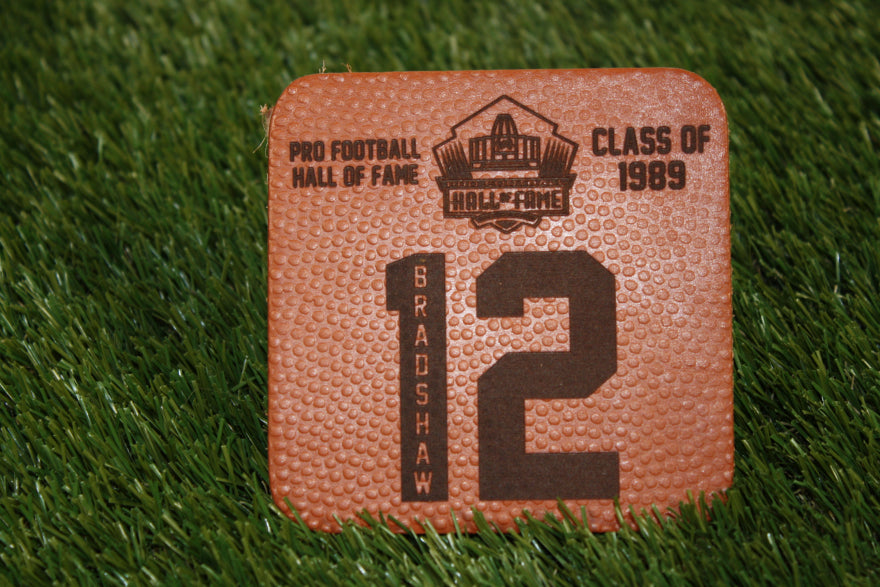 PRO FOOTBALL
HALL OF FAME
HALL OF FAME
CLASS OF
1989
12
BRADSHAW